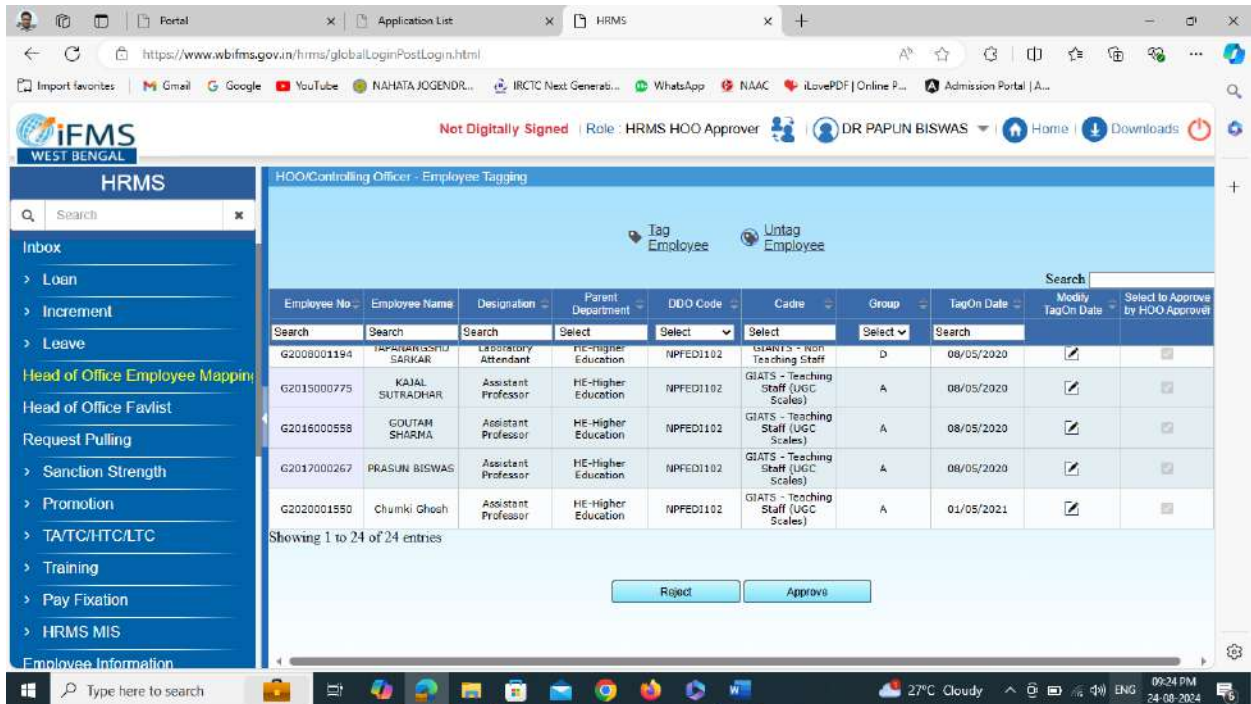 Portal
Application List
HRMS
https://www.wbifms.gov.in/hrms/globalLoginPostLogin.html
Import favorites M Gmail G Google YouTube NAHATA JOGENDR... IRCTC Next Generati... WhatsApp NAAC iLovePDF | Online P... Admission Portal | A...
iFMS
WEST BENGAL
Not Digitally Signed | Role : HRMS HOO Approver DR PAPUN BISWAS Home Downloads
HRMS
Search
Inbox
> Loan
> Increment
> Leave
Head of Office Employee Mapping
Head of Office Favlist
Request Pulling
> Sanction Strength
> Promotion
> TA/TC/HTC/LTC
> Training
> Pay Fixation
> HRMS MIS
Employee Information
HOO/Controlling Officer - Employee Tagging
Tag Employee
Untag Employee
Search
Employee No Employee Name Designation Parent Department DDO Code Cadre Group TagOn Date Modify TagOn Date Select to Approve by HOO Approver
Search Search Search Select Select Select Select Search
G2008001194 SARKAR Laboratory Attendant HE-Higher Education NPFEDI102 GIANTS - Non Teaching Staff D 08/05/2020
G2015000775 KAJAL SUTRADHAR Assistant Professor HE-Higher Education NPFEDI102 GIATS - Teaching Staff (UGC Scales) A 08/05/2020
G2016000558 GOUTAM SHARMA Assistant Professor HE-Higher Education NPFEDI102 GIATS - Teaching Staff (UGC Scales) A 08/05/2020
G2017000267 PRASUN BISWAS Assistant Professor HE-Higher Education NPFEDI102 GIATS - Teaching Staff (UGC Scales) A 08/05/2020
G2020001550 Chumki Ghosh Assistant Professor HE-Higher Education NPFEDI102 GIATS - Teaching Staff (UGC Scales) A 01/05/2021
Showing 1 to 24 of 24 entries
Reject Approve
Type here to search
27°C Cloudy ENG 09:24 PM
24-08-2024